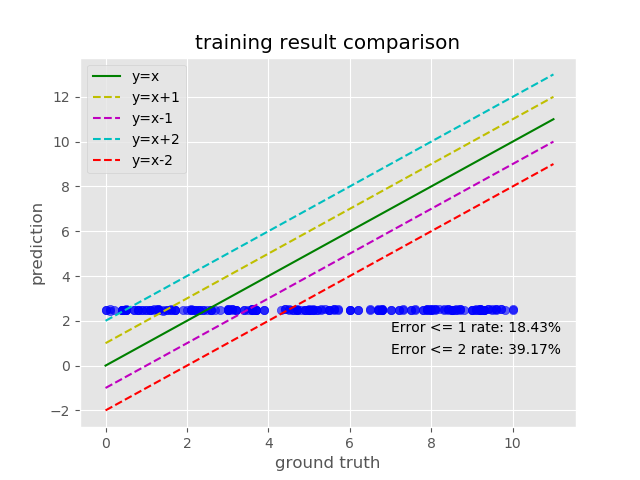 training result comparison
y=x
y=x+1
y=x-1
y=x+2
y=x-2
12
10
8
6
4
2
0
−2
prediction
Error <= 1 rate: 18.43%
Error <= 2 rate: 39.17%
0 2 4 6 8 10
ground truth